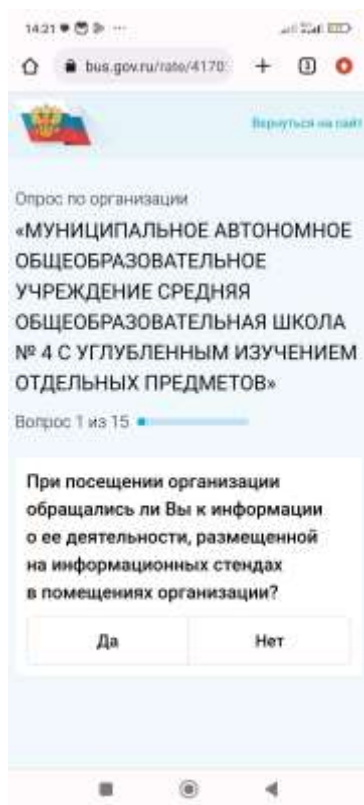 14:21
bus.gov.ru/rate/4170
3
Вернуться на сайт
Опрос по организации
«МУНИЦИПАЛЬНОЕ АВТОНОМНОЕ
ОБЩЕОБРАЗОВАТЕЛЬНОЕ
УЧРЕЖДЕНИЕ СРЕДНЯЯ
ОБЩЕОБРАЗОВАТЕЛЬНАЯ ШКОЛА
№ 4 С УГЛУБЛЕННЫМ ИЗУЧЕНИЕМ
ОТДЕЛЬНЫХ ПРЕДМЕТОВ»
Вопрос 1 из 15
При посещении организации
обращались ли Вы к информации
о ее деятельности, размещенной
на информационных стендах
в помещениях организации?
Да Нет